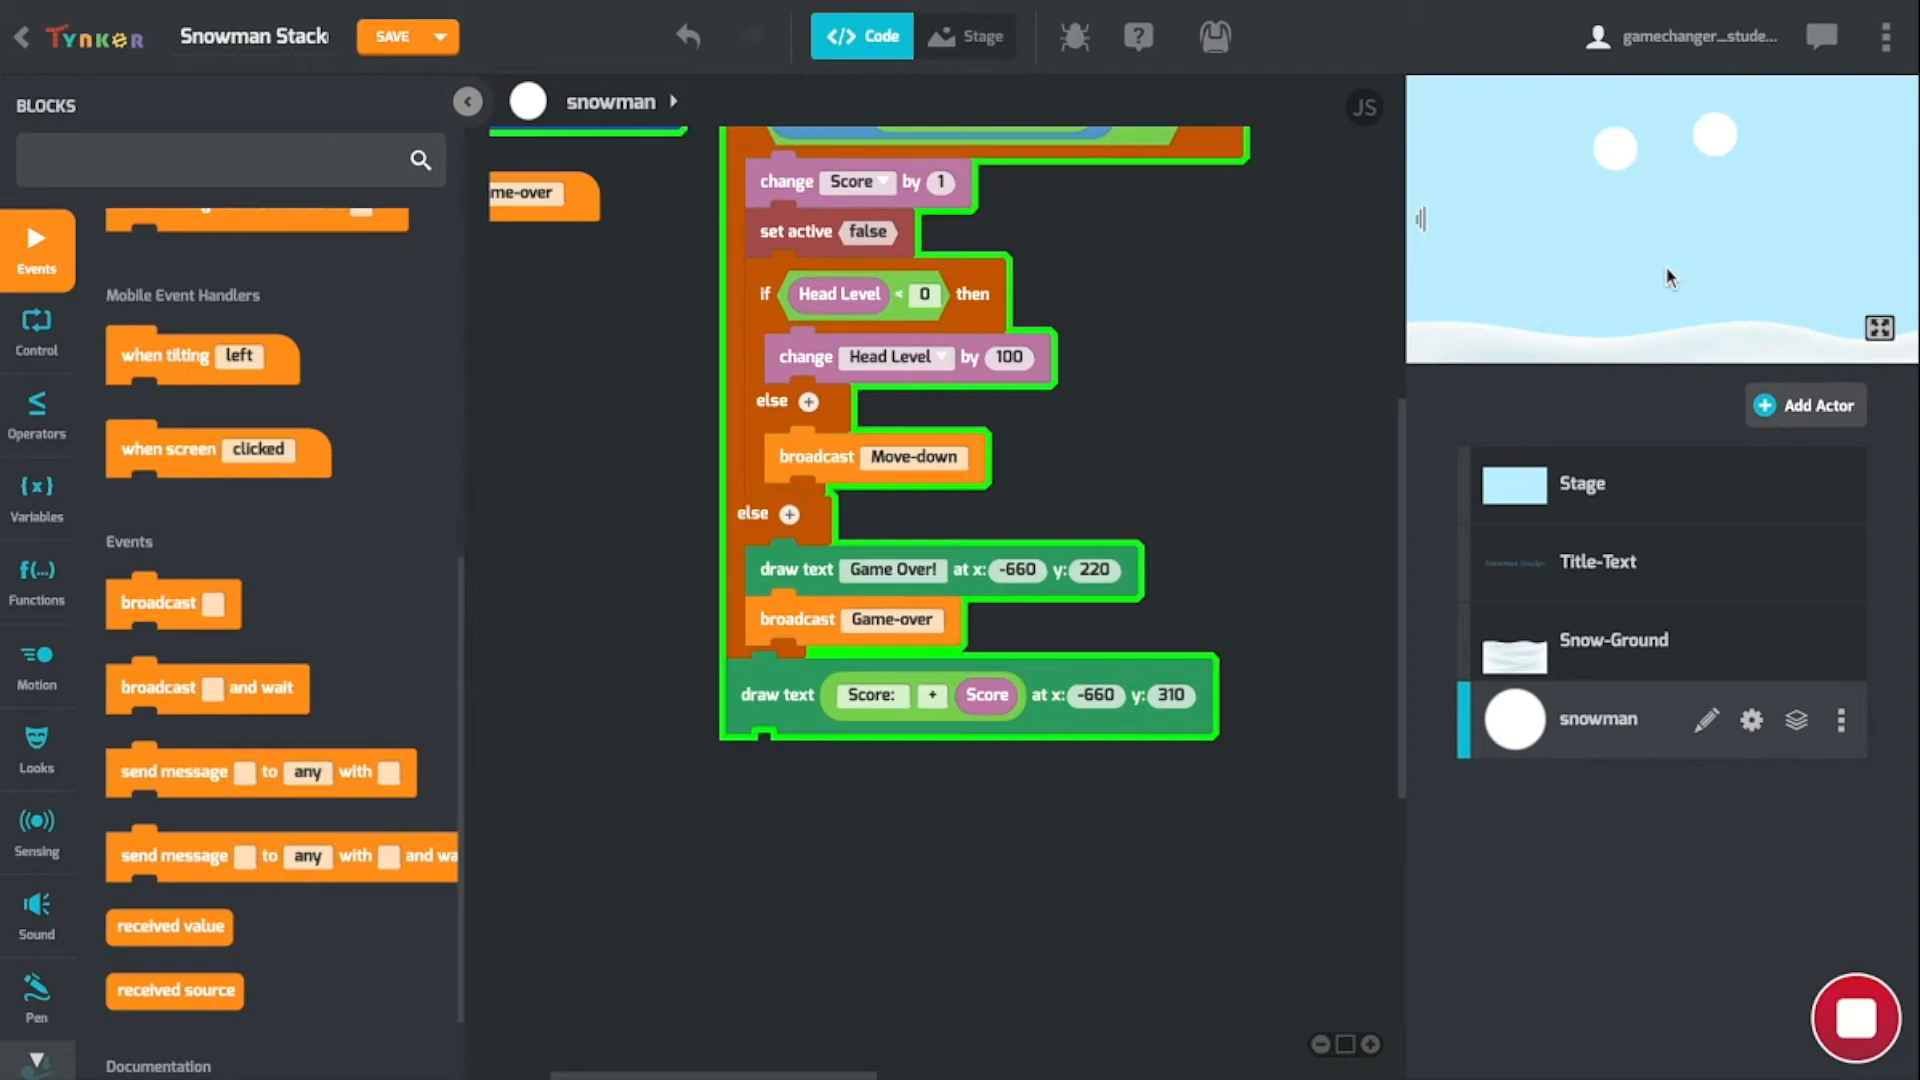 TYNKER
Snowman Stack
SAVE
</> Code
Stage
gamechanger_stude...
BLOCKS
snowman
JS
me-over
change Score by 1
set active false
if Head Level < 0 then
change Head Level by 100
else +
broadcast Move-down
else +
draw text Game Over! at x: -660 y: 220
broadcast Game-over
draw text Score: + Score at x: -660 y: 310
Events
Control
Operators
{x}
Variables
f(...)
Functions
Motion
Looks
Sensing
Sound
Pen
Mobile Event Handlers
when tilting left
when screen clicked
Events
broadcast
broadcast and wait
send message to any with
send message to any with and wa
received value
received source
Documentation
Add Actor
Stage
Title-Text
Snow-Ground
snowman